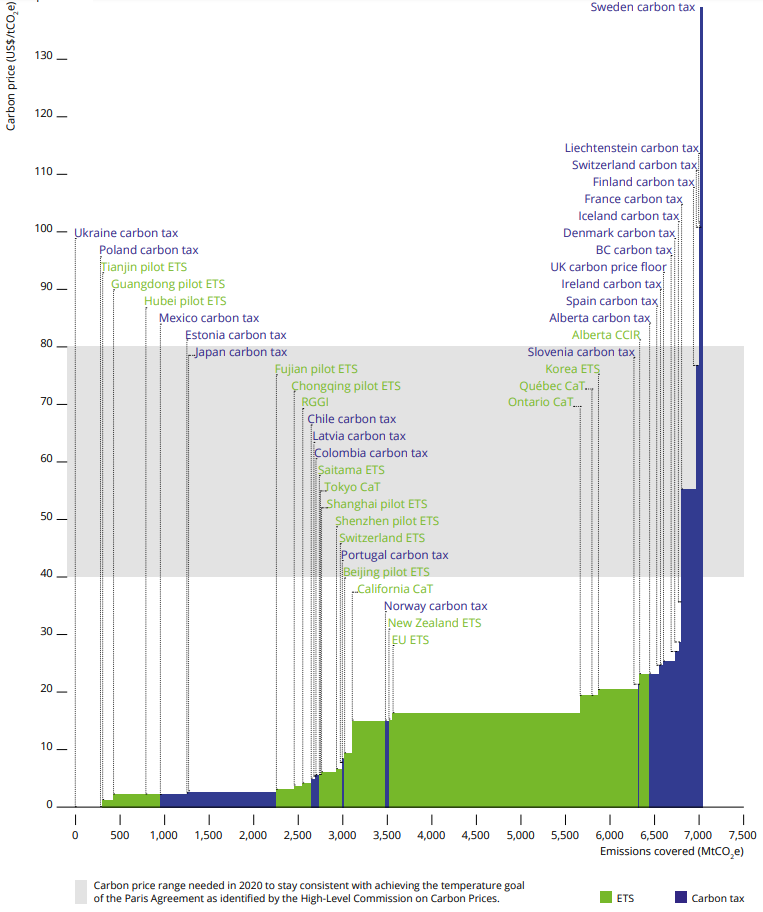 Carbon price (US$/tCO2e)
Sweden carbon tax
130
120
Liechtenstein carbon tax
110
Switzerland carbon tax
Finland carbon tax
France carbon tax
Iceland carbon tax
100
Ukraine carbon tax
Denmark carbon tax
Poland carbon tax
BC carbon tax
Tianjin pilot ETS
UK carbon price floor
90
Guangdong pilot ETS
Ireland carbon tax
Hubei pilot ETS
Spain carbon tax
Mexico carbon tax
Alberta carbon tax
Estonia carbon tax
Alberta CCIR
80
Japan carbon tax
Slovenia carbon tax
Fujian pilot ETS
Korea ETS
Chongqing pilot ETS
Québec CaT
70
RGGI
Ontario CaT
Chile carbon tax
Latvia carbon tax
60
Colombia carbon tax
Saitama ETS
Tokyo CaT
50
Shanghai pilot ETS
Shenzhen pilot ETS
Switzerland ETS
Portugal carbon tax
40
Beijing pilot ETS
California CaT
Norway carbon tax
30
New Zealand ETS
EU ETS
20
10
0
0 500 1,000 1,500 2,000 2,500 3,000 3,500 4,000 4,500 5,000 5,500 6,000 6,500 7,000 7,500
Emissions covered (MtCO2e)
Carbon price range needed in 2020 to stay consistent with achieving the temperature goal
of the Paris Agreement as identified by the High-Level Commission on Carbon Prices.
ETS
Carbon tax